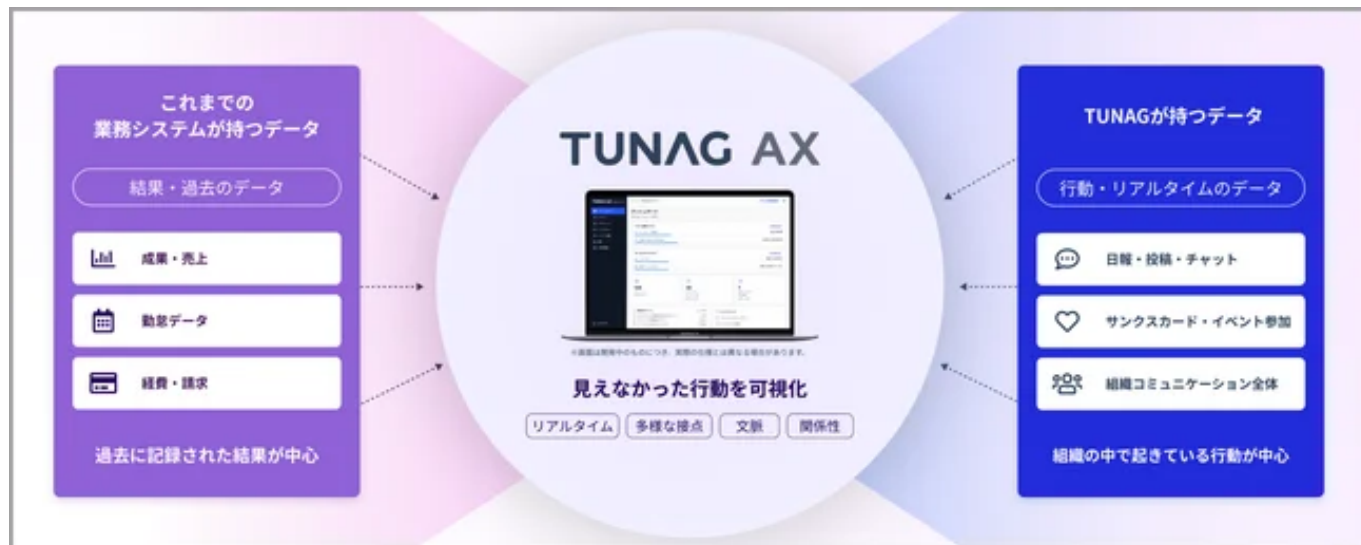 これまでの
業務システムが持つデータ
結果・過去のデータ
成果・売上
勤怠データ
経費・請求
過去に記録された結果が中心
TUNAG AX
※画面は開発中のものにつき、実際の仕様とは異なる場合があります。
見えなかった行動を可視化
リアルタイム
多様な接点
文脈
関係性
TUNAGが持つデータ
行動・リアルタイムのデータ
日報・投稿・チャット
サンクスカード・イベント参加
組織コミュニケーション全体
組織の中で起きている行動が中心